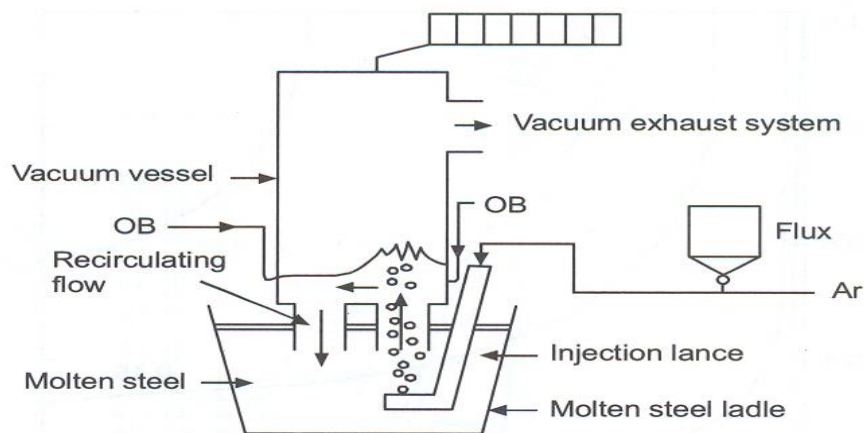 Vacuum exhaust system
Vacuum vessel
OB
OB
Flux
Recirculating
flow
Ar
Injection lance
Molten steel
Molten steel ladle